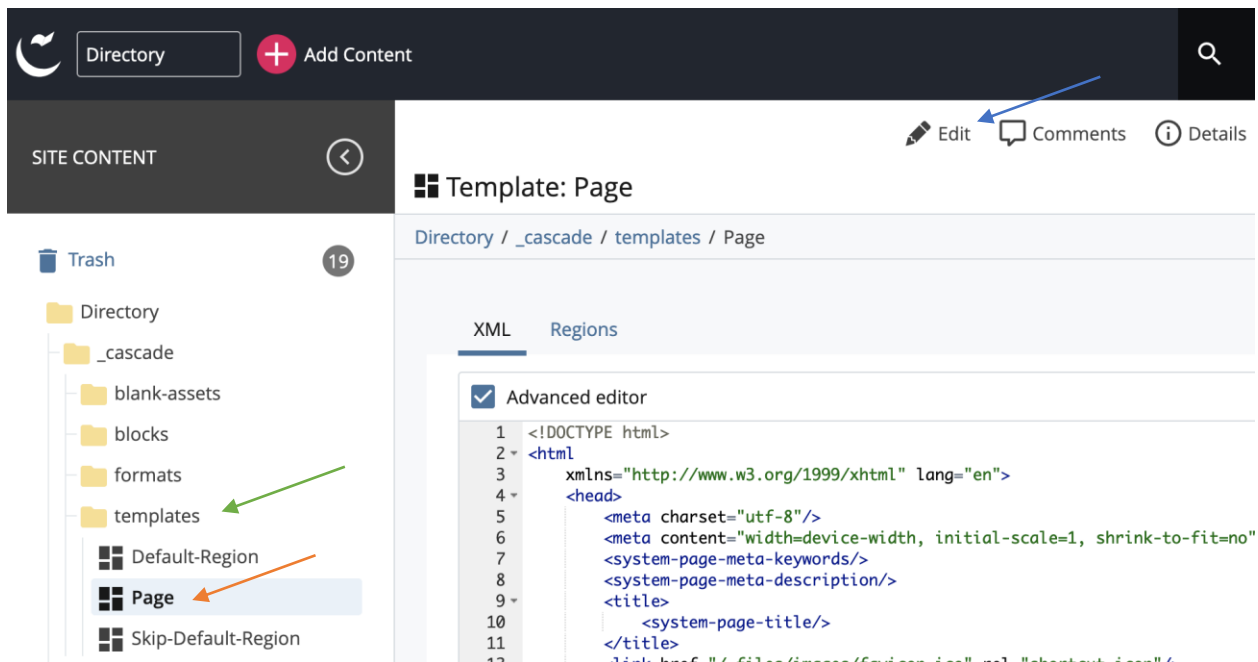 Directory
Add Content
Edit
Comments
Details
SITE CONTENT
Template: Page
Directory / _cascade / templates / Page
Trash
19
Directory
_cascade
blank-assets
blocks
formats
templates
Default-Region
Page
Skip-Default-Region
XML
Regions
Advanced editor
1 <!DOCTYPE html>
2 <html
3 xmlns="http://www.w3.org/1999/xhtml" lang="en">
4 <head>
5 <meta charset="utf-8"/>
6 <meta content="width=device-width, initial-scale=1, shrink-to-fit=no"
7 <system-page-meta-keywords/>
8 <system-page-meta-description/>
9 <title>
10 <system-page-title/>
11 </title>